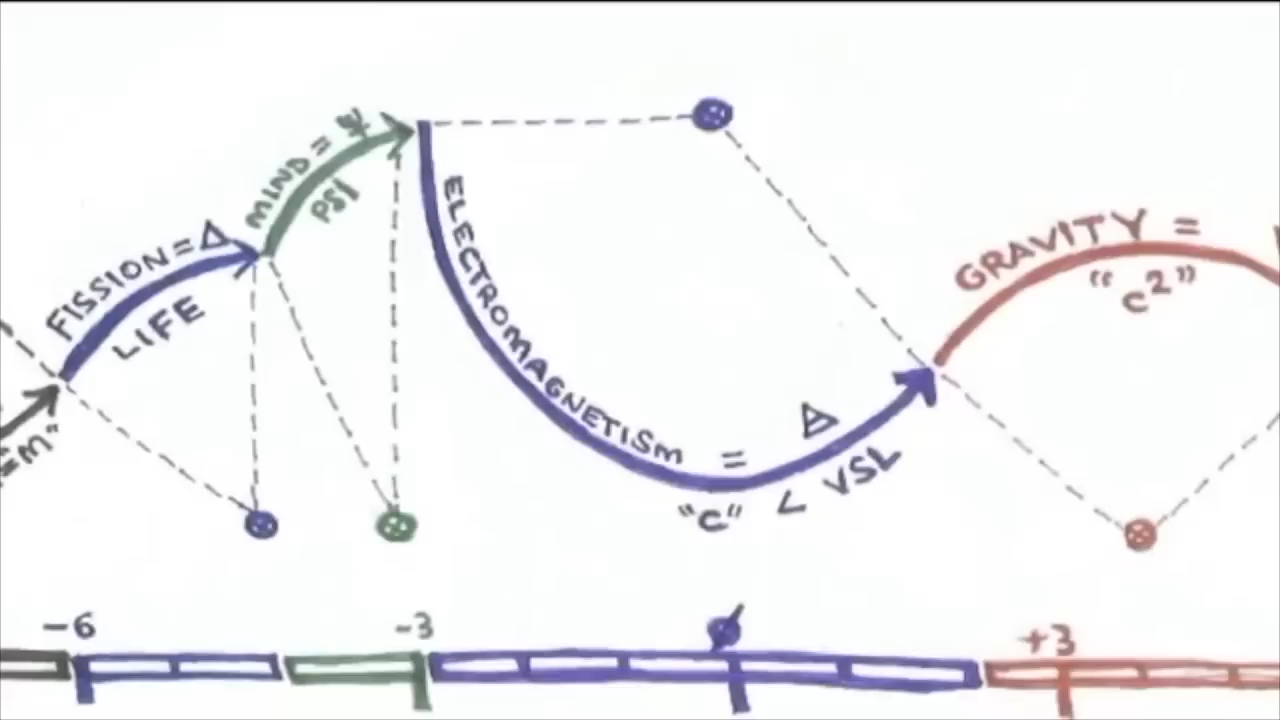 FISSION = Δ
LIFE
MIND = Ψ
PSI
ELECTROMAGNETISM = Δ
"C" < VSL
GRAVITY =
"C²"
=M"
-6
-3
+3